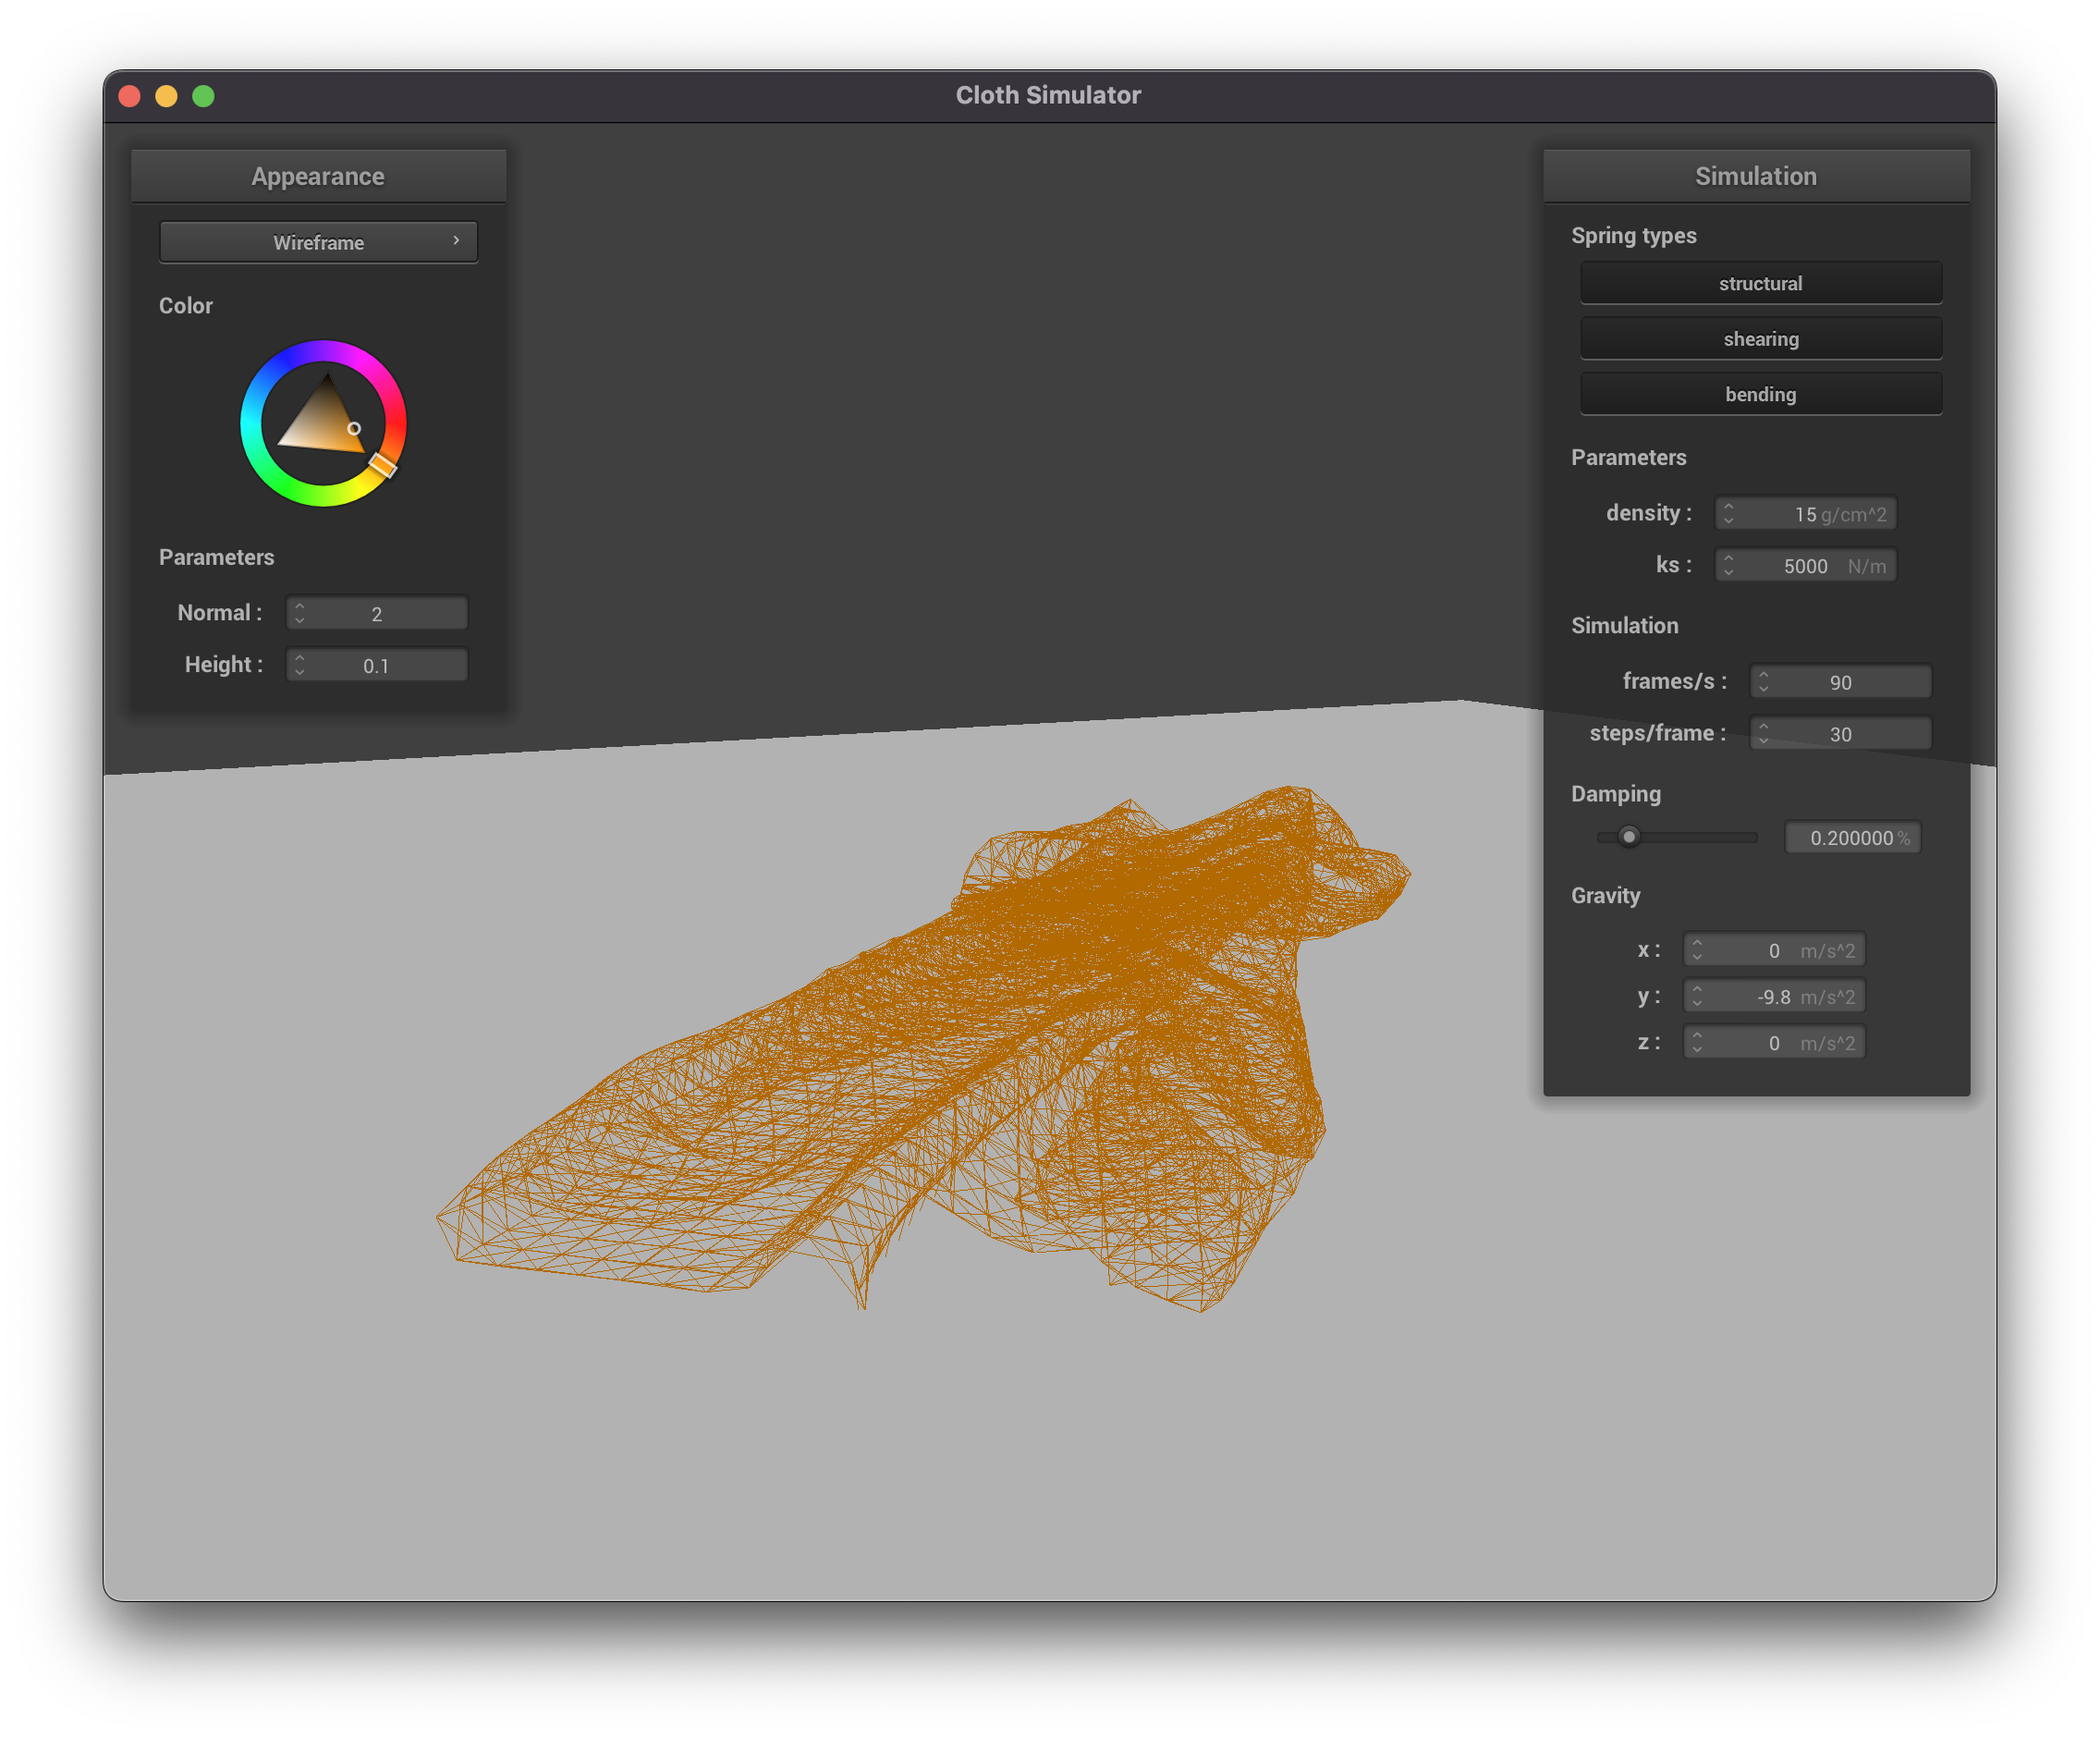 Cloth Simulator
Appearance
Wireframe
Color
Parameters
Normal : 2
Height : 0.1
Simulation
Spring types
structural
shearing
bending
Parameters
density : 15 g/cm^2
ks : 5000 N/m
Simulation
frames/s : 90
steps/frame : 30
Damping
0.200000 %
Gravity
x : 0 m/s^2
y : -9.8 m/s^2
z : 0 m/s^2